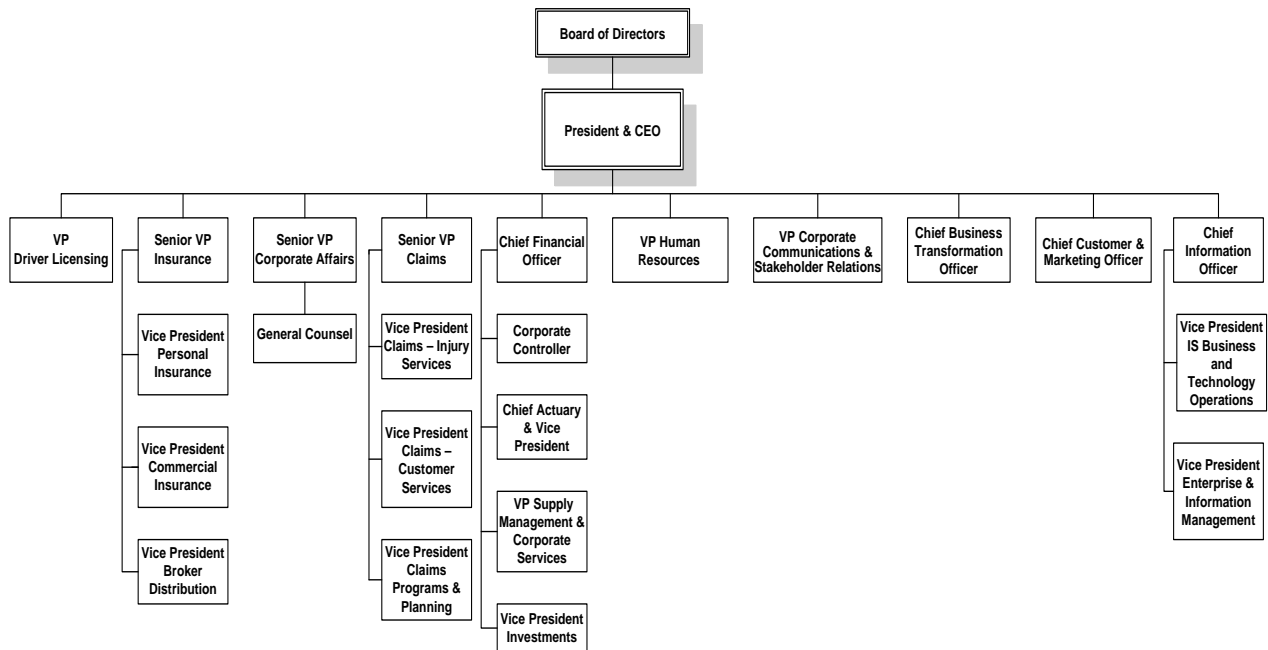 Board of Directors
President & CEO
VP
Driver Licensing
Senior VP
Insurance
Senior VP
Corporate Affairs
Senior VP
Claims
Chief Financial
Officer
VP Human
Resources
VP Corporate
Communications &
Stakeholder Relations
Chief Business
Transformation
Officer
Chief Customer &
Marketing Officer
Chief
Information
Officer
Vice President
Personal
Insurance
Vice President
Commercial
Insurance
Vice President
Broker
Distribution
General Counsel
Vice President
Claims – Injury
Services
Vice President
Claims –
Customer
Services
Vice President
Claims
Programs &
Planning
Corporate
Controller
Chief Actuary
& Vice
President
VP Supply
Management &
Corporate
Services
Vice President
Investments
Vice President
IS Business
and
Technology
Operations
Vice President
Enterprise &
Information
Management